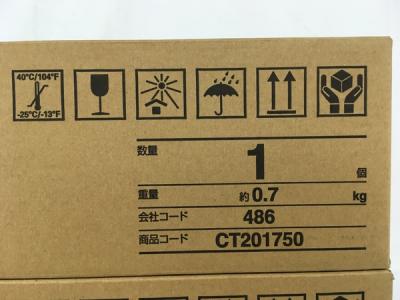 40°C/104°F
-25°C/-13°F
数量 1 個
重量 約 0.7 kg
会社コード 486
商品コード CT201750